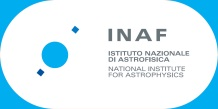 INAF
ISTITUTO NAZIONALE
DI ASTROFISICA
NATIONAL INSTITUTE
FOR ASTROPHYSICS